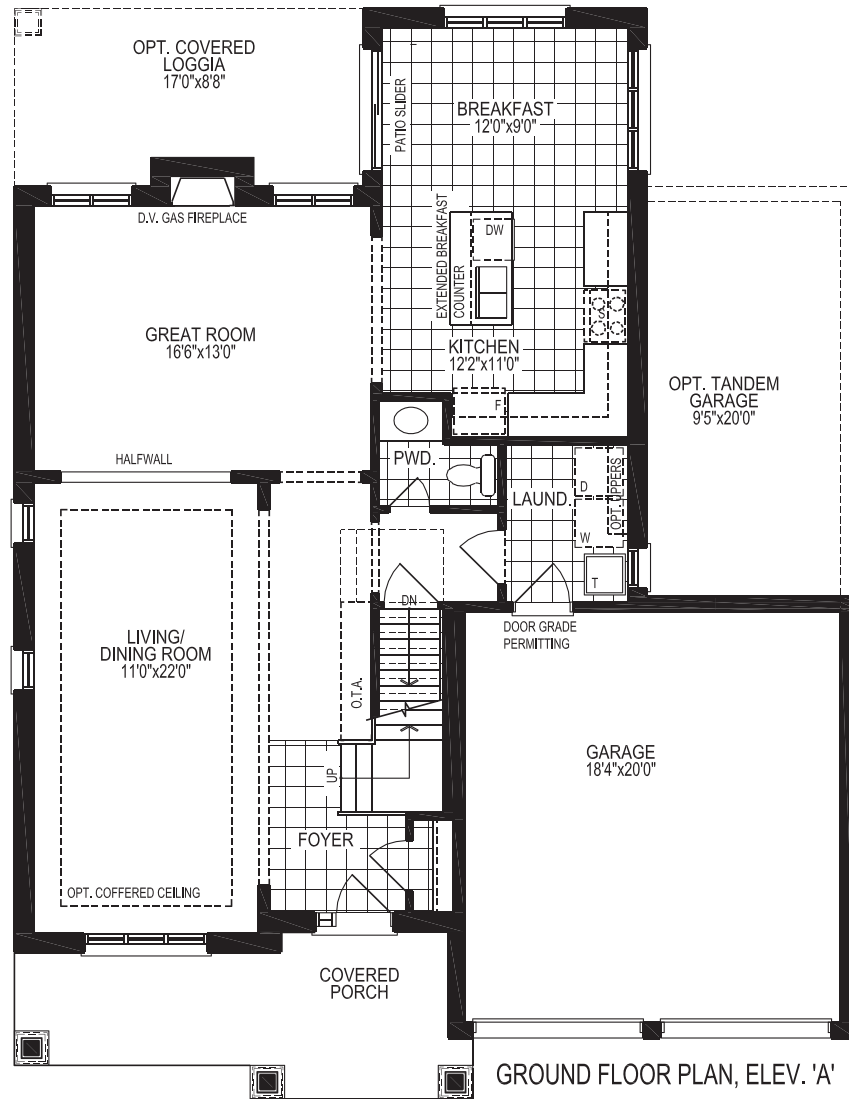 OPT. COVERED
LOGGIA
17'0"x8'8"
PATIO SLIDER
BREAKFAST
12'0"x9'0"
D.V. GAS FIREPLACE
EXTENDED BREAKFAST
COUNTER
DW
S
GREAT ROOM
16'6"x13'0"
KITCHEN
12'2"x11'0"
F
OPT. TANDEM
GARAGE
9'5"x20'0"
HALFWALL
PWD.
LAUND.
D
W
OPT. UPPERS
T
DN
DOOR GRADE
PERMITTING
LIVING/
DINING ROOM
11'0"x22'0"
O.T.A.
UP
GARAGE
18'4"x20'0"
FOYER
OPT. COFFERED CEILING
COVERED
PORCH
GROUND FLOOR PLAN, ELEV. 'A'